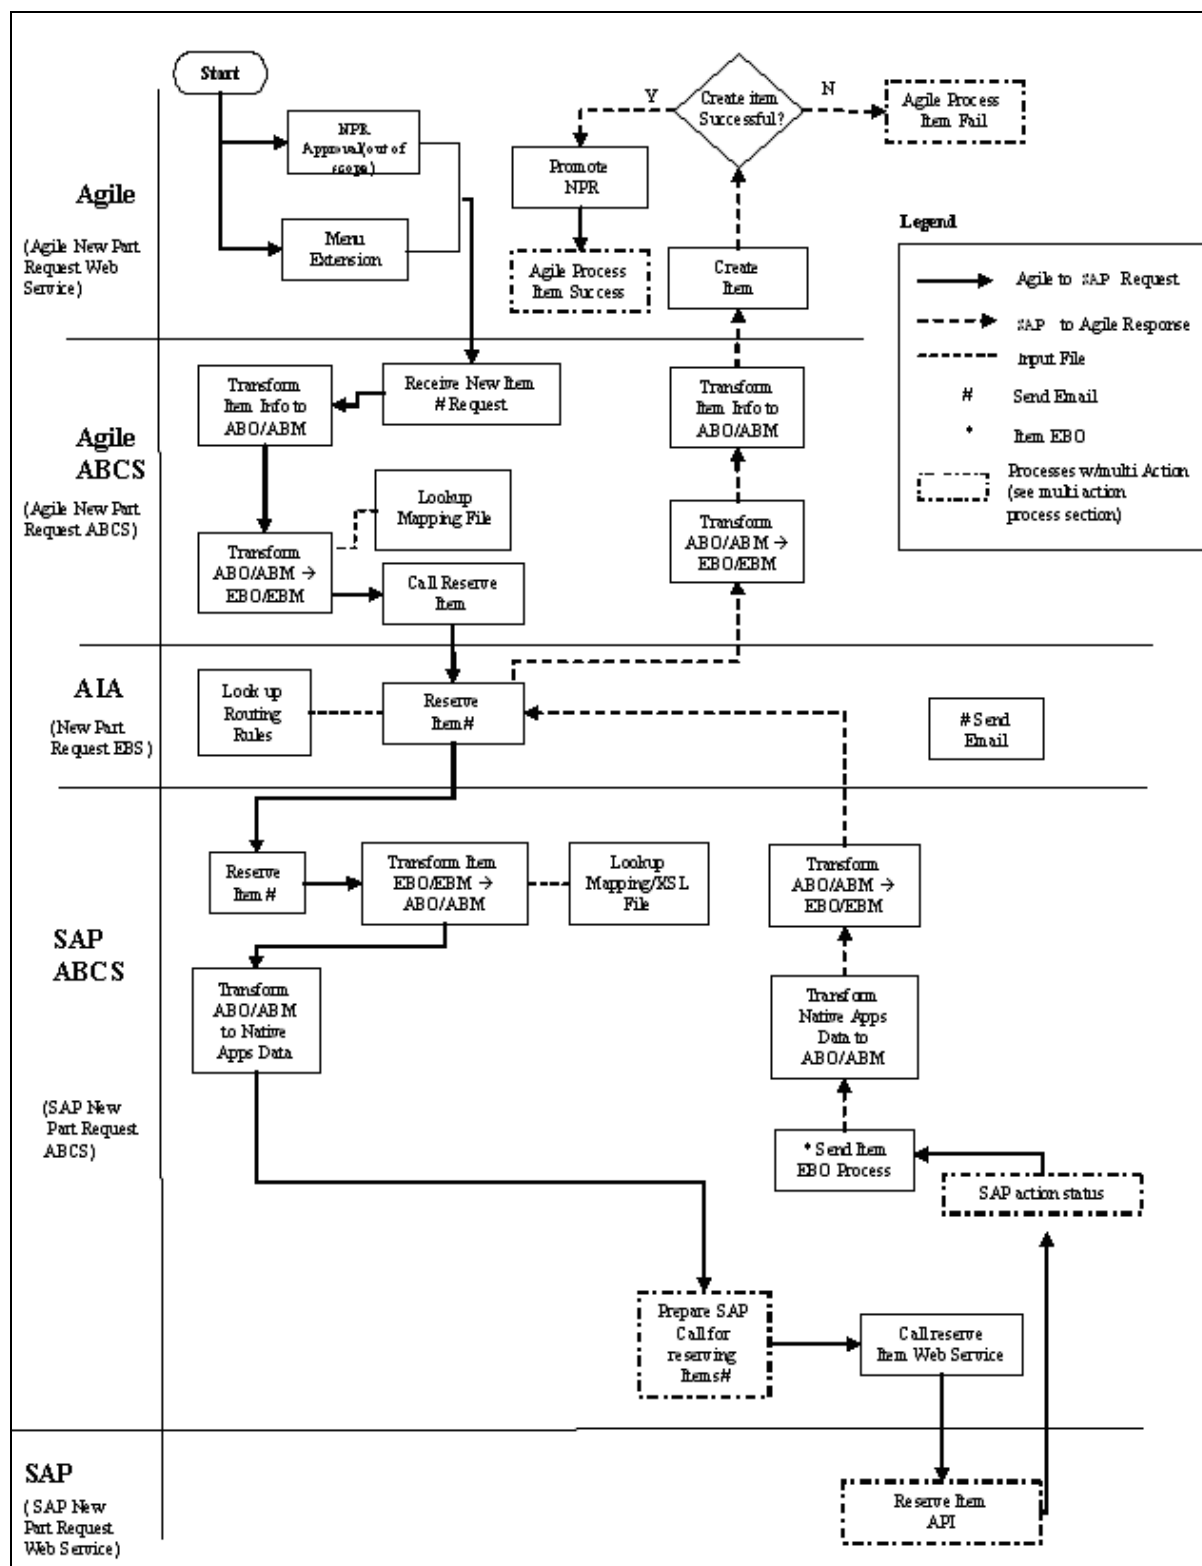 Start
NPR
Approval(out of
scope)
Menu
Extension
Agile
(Agile New Part
Request Web
Service)
Y
Create item
Successful?
N
Agile Process
Item Fail
Promote
NPR
Agile Process
Item Success
Create
Item
Legend
Agile to SAP Request
SAP to Agile Response
Input File
# Send Email
* Item EBO
Processes w/multi Action
(see multi action
process section)
Agile
ABCS
(Agile New Part
Request ABCS)
Transform
Item Info to
ABO/ABM
Receive New Item
# Request
Lookup
Mapping File
Transform
ABO/ABM →
EBO/EBM
Call Reserve
Item
Transform
Item Info to
ABO/ABM
Transform
ABO/ABM →
EBO/EBM
AIA
(New Part
Request EBS)
Look up
Routing
Rules
Reserve
Item#
# Send
Email
SAP
ABCS
(SAP New
Part Request
ABCS)
Reserve
Item #
Transform Item
EBO/EBM →
ABO/ABM
Lookup
Mapping/XSL
File
Transform
ABO/ABM →
EBO/EBM
Transform
ABO/ABM
to Native
Apps Data
Transform
Native Apps
Data to
ABO/ABM
* Send Item
EBO Process
SAP action status
Prepare SAP
Call for
reserving
Items#
Call reserve
Item Web Service
SAP
( SAP New
Part Request
Web Service)
Reserve Item
API